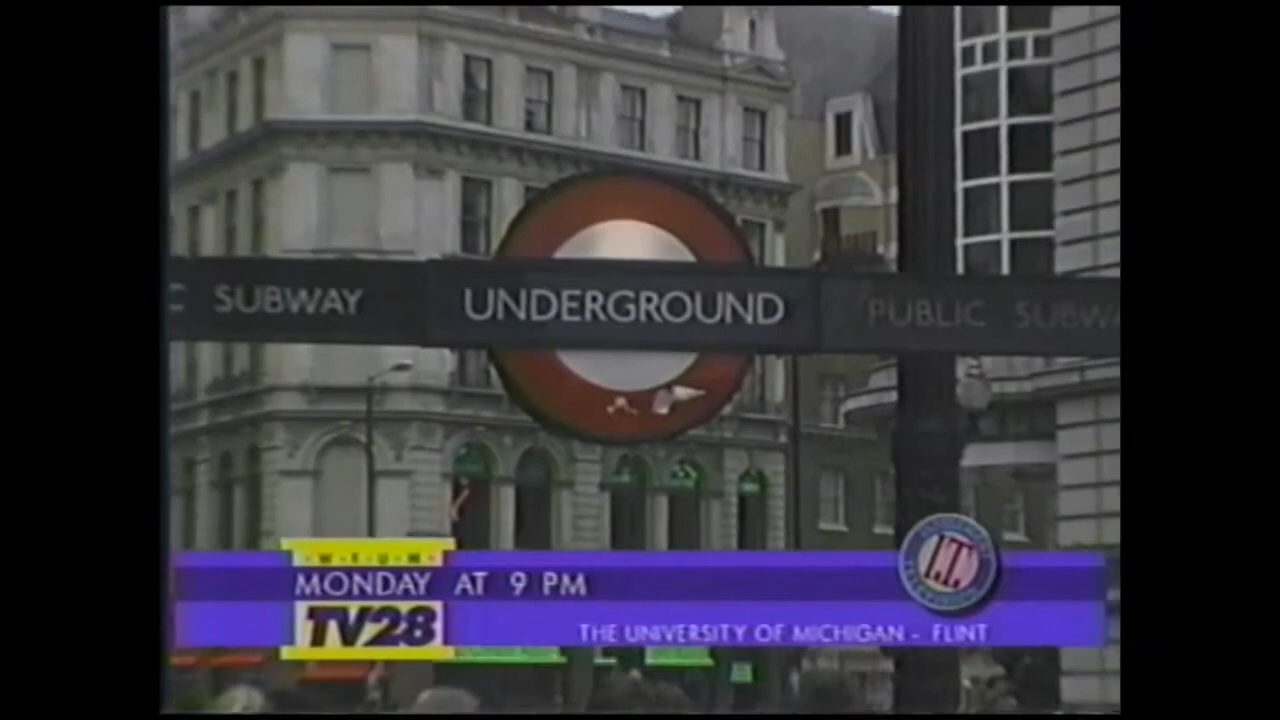 C SUBWAY UNDERGROUND PUBLIC SUBWA
W·F·U·M
MONDAY AT 9 PM
TV28
THE UNIVERSITY OF MICHIGAN - FLINT